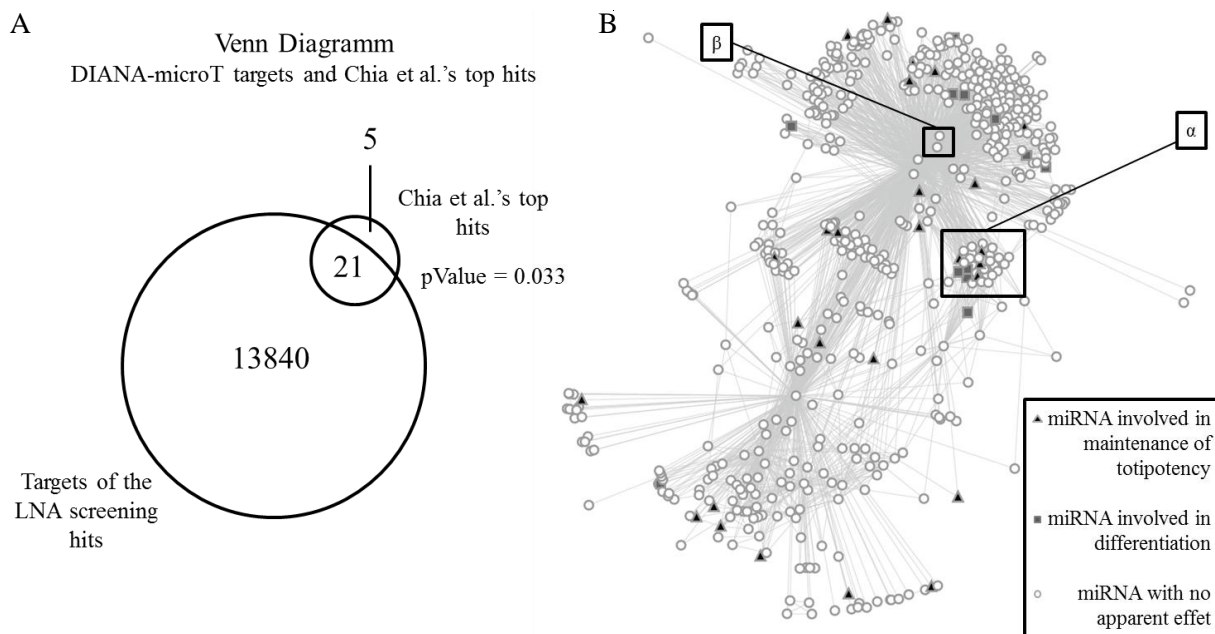 A
Venn Diagramm
DIANA-microT targets and Chia et al.'s top hits
5
Chia et al.'s top
hits
21
pValue = 0.033
13840
Targets of the
LNA screening
hits
B
β
α
miRNA involved in
maintenance of
totipotency
miRNA involved in
differentiation
miRNA with no
apparent effet